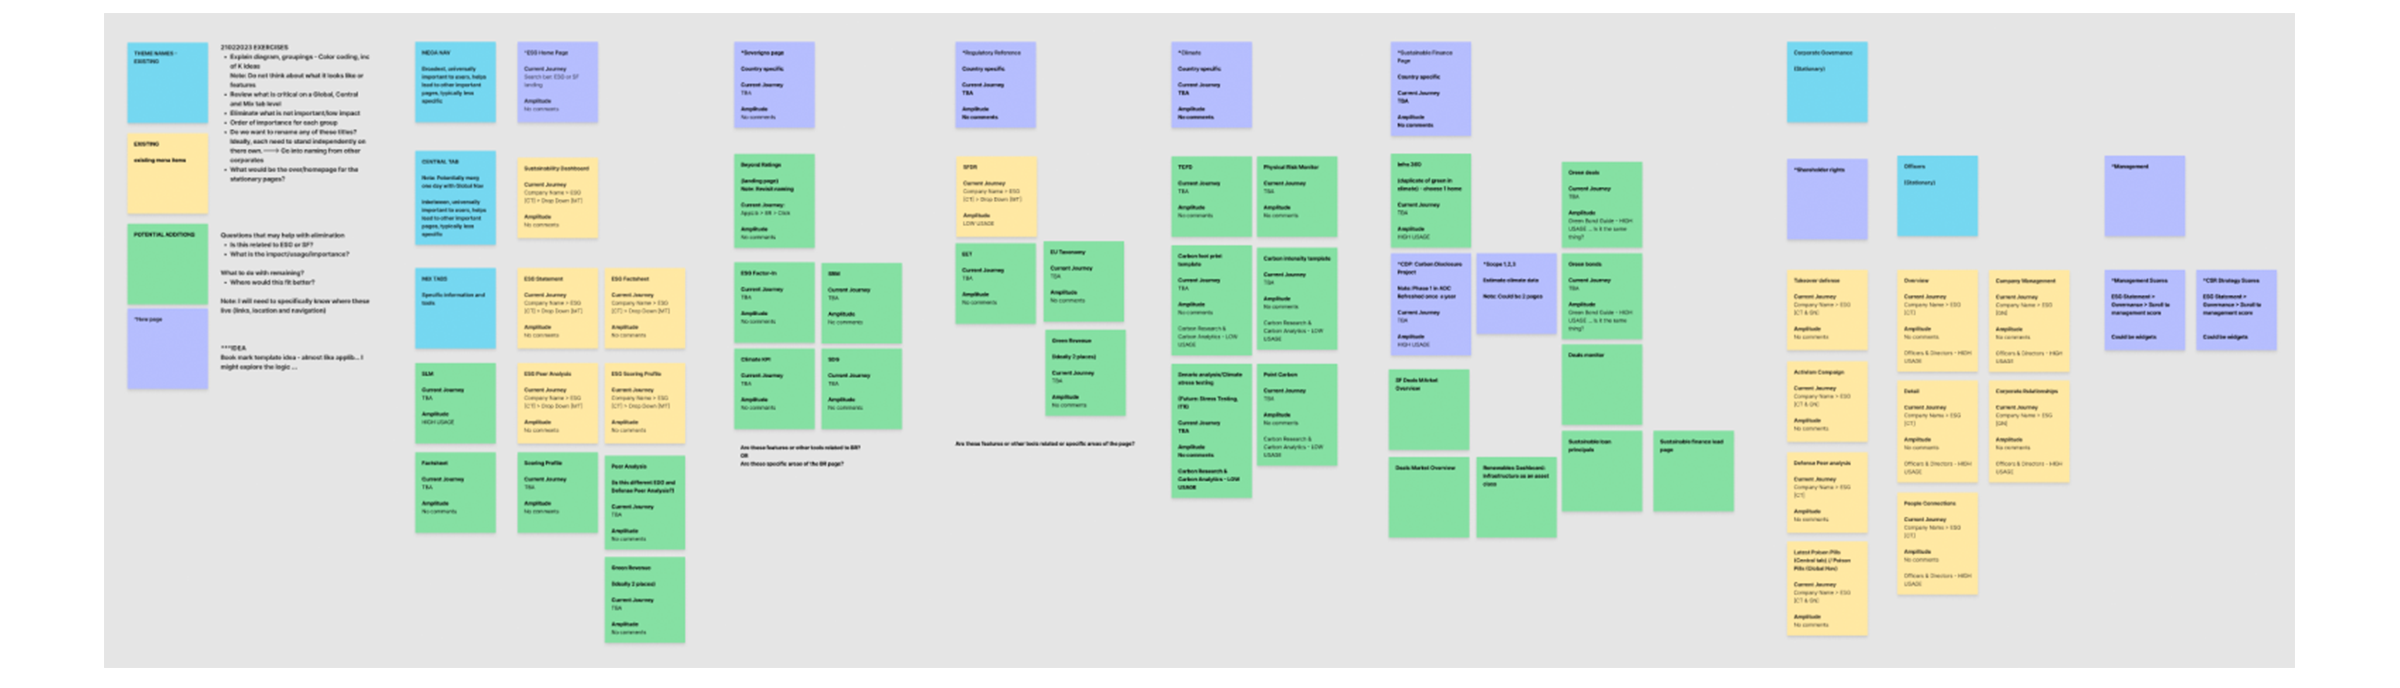 THEME NAMES -
EXISTING
EXISTING
existing menu items
POTENTIAL ADDITIONS
*New page
21022023 EXERCISES
• Explain diagram, groupings - Color coding, inc
of K ideas
Note: Do not think about what it looks like or
features
• Review what is critical on a Global, Central
and Mix tab level
• Eliminate what is not important/low impact
• Order of importance for each group
• Do we want to rename any of those titles?
Ideally, each need to stand independently on
there own. ----> Go into naming from other
corporates
• What would be the over/homepage for the
stationary pages?
Questions that may help with elimination
• Is this related to ESG or SF?
• What is the impact/usage/importance?
What to do with remaining?
• Where would this fit better?
Note: I will need to specifically know where these
live (links, location and navigation)
***IDEA
Book mark template idea - almost like applib... I
might explore the logic ...
MEGA NAV
Broadest, universally
important to users, helps
lead to other important
pages, typically less
specific
CENTRAL TAB
Note: Potentially merg
one day with Global Nav
important to users, helps
lead to other important
pages, typically less
specific
Specific information and
tools
SLM
Current Journey
TBA
Amplitude
HIGH USAGE
Factsheet
Current Journey
TBA
Amplitude
No comments
*ESG Home Page
Current Journey
Search bar: ESG or SF
landing
Amplitude
No comments
Sustainability Dashboard
Current Journey
Company Name > ESG
[CT] > Drop Down [MT]
Amplitude
No comments
ESG Statement
Current Journey
Company Name > ESG
[CT] > Drop Down [MT]
Amplitude
No comments
ESG Factsheet
Current Journey
Company Name > ESG
[CT] > Drop Down [MT]
Amplitude
No comments
ESG Peer Analysis
Current Journey
Company Name > ESG
[CT] > Drop Down [MT]
Amplitude
No comments
ESG Scoring Profile
Current Journey
Company Name > ESG
[CT] > Drop Down [MT]
Amplitude
No comments
Scoring Profile
Current Journey
TBA
Amplitude
No comments
Peer Analysis
(Is this different ESG and
Defense Peer Analysis?)
Current Journey
TBA
Amplitude
No comments
Green Revenue
(Ideally 2 places)
Current Journey
TBA
Amplitude
No comments
*Sovereigns page
Country specific
Current Journey
TBA
Amplitude
No comments
Beyond Ratings
(landing page)
Note: Revisit naming
Current Journey:
Amplitude
No comments
ESG Factor-In
Current Journey
TBA
Amplitude
No comments
Current Journey
TBA
Amplitude
No comments
Climate KPI
Current Journey
TBA
Amplitude
No comments
Current Journey
TBA
Amplitude
No comments
Are these features or other tools related to BR?
OR
Are these specific areas of the BR page?
*Regulatory Reference
Country specific
Current Journey
TBA
Amplitude
No comments
SFDR
Current Journey
Company Name > ESG
[CT] > Drop Down [MT]
Amplitude
LOW USAGE
EET
Current Journey
TBA
Amplitude
No comments
EU Taxonomy
Current Journey
TBA
Amplitude
No comments
Green Revenue
(Ideally 2 places)
Current Journey
TBA
Amplitude
No comments
Are these features or other tools related or specific areas of the page?
*Climate
Country specific
Current Journey
TBA
Amplitude
No comments
TCFD
Current Journey
TBA
Amplitude
No comments
Physical Risk Monitor
Current Journey
TBA
Amplitude
No comments
Carbon foot print
template
Current Journey
TBA
Amplitude
No comments
Carbon Research &
Carbon Analytics - LOW
USAGE
Carbon intensity template
Current Journey
TBA
Amplitude
No comments
Carbon Research &
Carbon Analytics - LOW
USAGE
analysis/Climate
stress testing
(Future Stress Testing,
Current Journey
TBA
Amplitude
No comments
Carbon Research &
Carbon Analytics - LOW
USAGE
Point Carbon
Current Journey
TBA
Amplitude
No comments
Carbon Research &
Carbon Analytics - LOW
USAGE
*Sustainable Finance
Page
Country specific
Current Journey
TBA
Amplitude
No comments
Infra 360
(duplicate of green in
climate) - choose 1 home
Current Journey
TBA
Amplitude
HIGH USAGE
*CDP: Carbon Disclosure
Project
Note: Phase 1 in ADC
Refreshed once a year
Current Journey
TBA
Amplitude
HIGH USAGE
*Scope 1,2,3
Estimate climate data
Note: Could be 2 pages
SF Deals Market
Overview
Deals Market Overview
Renewables Dashboard:
infrastructure as an asset
class
Green deals
Current Journey
TBA
Amplitude
Green Bond Guide - HIGH
USAGE ... is it the same
thing?
Green bonds
Current Journey
TBA
Amplitude
Green Bond Guide - HIGH
USAGE ... is it the same
thing?
Deals monitor
Sustainable loan
principals
Sustainable finance lead
page
Corporate Governance
(Stationary)
*Shareholder rights
Takeover defense
Current Journey
Company Name > ESG
[CT & GN]
Amplitude
No comments
Activism Campaign
Current Journey
Company Name > ESG
[CT & GN]
Amplitude
No comments
Defense Peer analysis
Current Journey
Company Name > ESG
[CT]
Amplitude
No comments
Latest Poison Pills
(Central tab) // Poison
Pills (Global Nav)
Current Journey
Company Name > ESG
[CT & GN]
Amplitude
No comments
Officers
(Stationary)
Overview
Current Journey
Company Name > ESG
[CT]
Amplitude
No comments
Officers & Directors - HIGH
USAGE
Company Management
Current Journey
Company Name > ESG
[GN]
Amplitude
No comments
Officers & Directors - HIGH
USAGE
Detail
Current Journey
Company Name > ESG
[CT]
Amplitude
No comments
Officers & Directors - HIGH
USAGE
Corporate Relationships
Current Journey
Company Name > ESG
[GN]
Amplitude
No comments
Officers & Directors - HIGH
USAGE
People Connections
Current Journey
Company Name > ESG
[CT]
Amplitude
No comments
Officers & Directors - HIGH
USAGE
*Management
*Management Scores
ESG Statement >
Governance > Scroll to
management score
Could be widgets
*CSR Strategy Scores
ESG Statement >
Governance > Scroll to
management score
Could be widgets